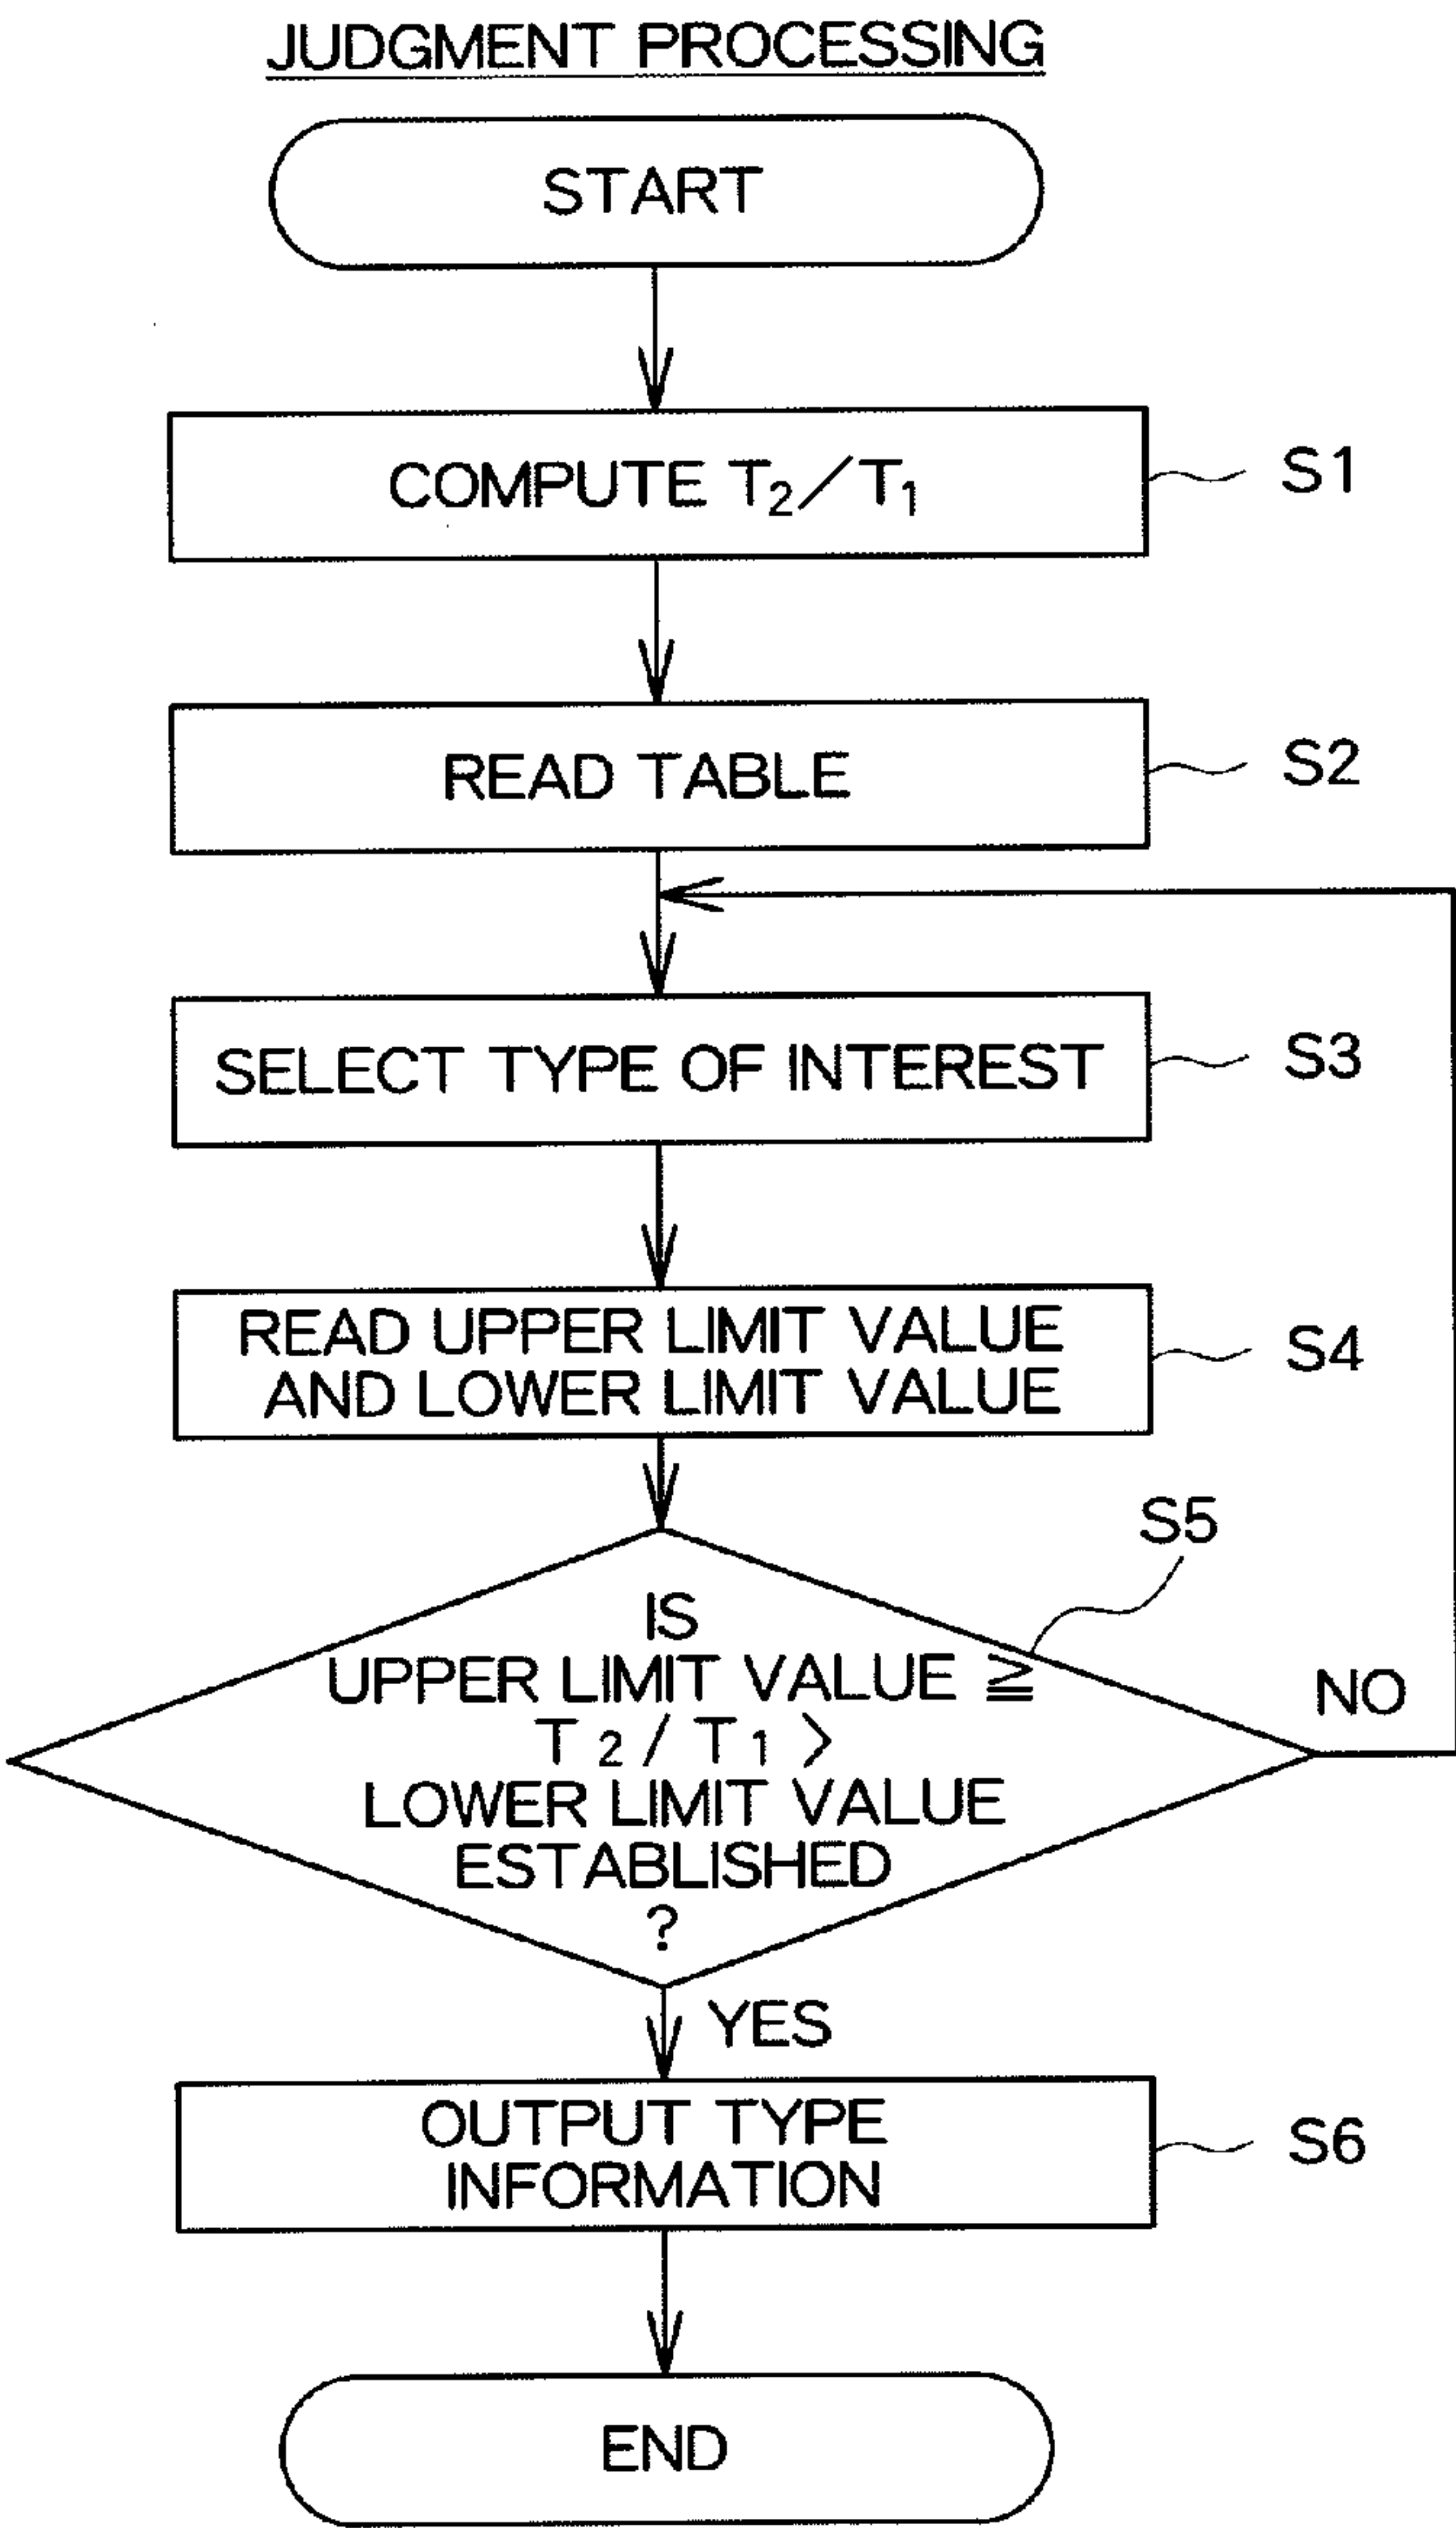 JUDGMENT PROCESSING
START
COMPUTE T₂/T₁
S1
READ TABLE
S2
SELECT TYPE OF INTEREST
S3
READ UPPER LIMIT VALUE
AND LOWER LIMIT VALUE
S4
S5
IS
UPPER LIMIT VALUE ≧
T ₂ / T ₁ >
LOWER LIMIT VALUE
ESTABLISHED
?
NO
YES
OUTPUT TYPE
INFORMATION
S6
END